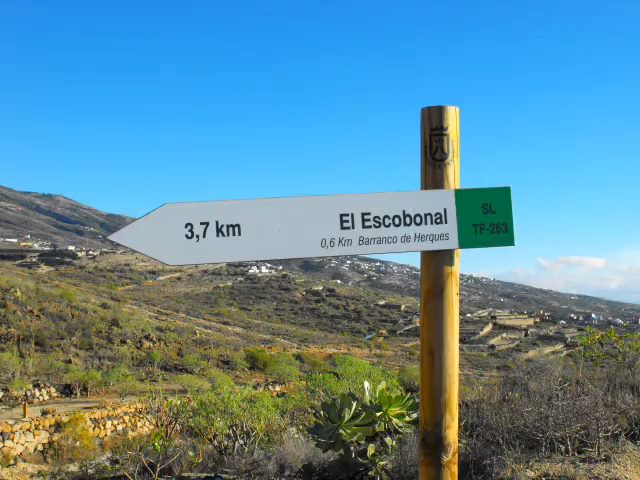 3,7 km
El Escobonal
0,6 Km Barranco de Herques
SL
TF-263